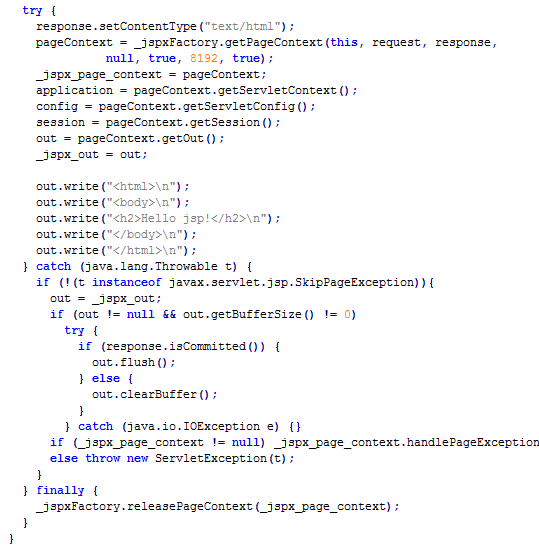 try {
response.setContentType("text/html");
pageContext = _jspxFactory.getPageContext(this, request, response,
null, true, 8192, true);
_jspx_page_context = pageContext;
application = pageContext.getServletContext();
config = pageContext.getServletConfig();
session = pageContext.getSession();
out = pageContext.getOut();
_jspx_out = out;

out.write("<html>\n");
out.write("<body>\n");
out.write("<h2>Hello jsp!</h2>\n");
out.write("</body>\n");
out.write("</html>\n");
} catch (java.lang.Throwable t) {
if (!(t instanceof javax.servlet.jsp.SkipPageException)){
out = _jspx_out;
if (out != null && out.getBufferSize() != 0)
try {
if (response.isCommitted()) {
out.flush();
} else {
out.clearBuffer();
}
} catch (java.io.IOException e) {}
if (_jspx_page_context != null) _jspx_page_context.handlePageException
else throw new ServletException(t);
}
} finally {
_jspxFactory.releasePageContext(_jspx_page_context);
}
}